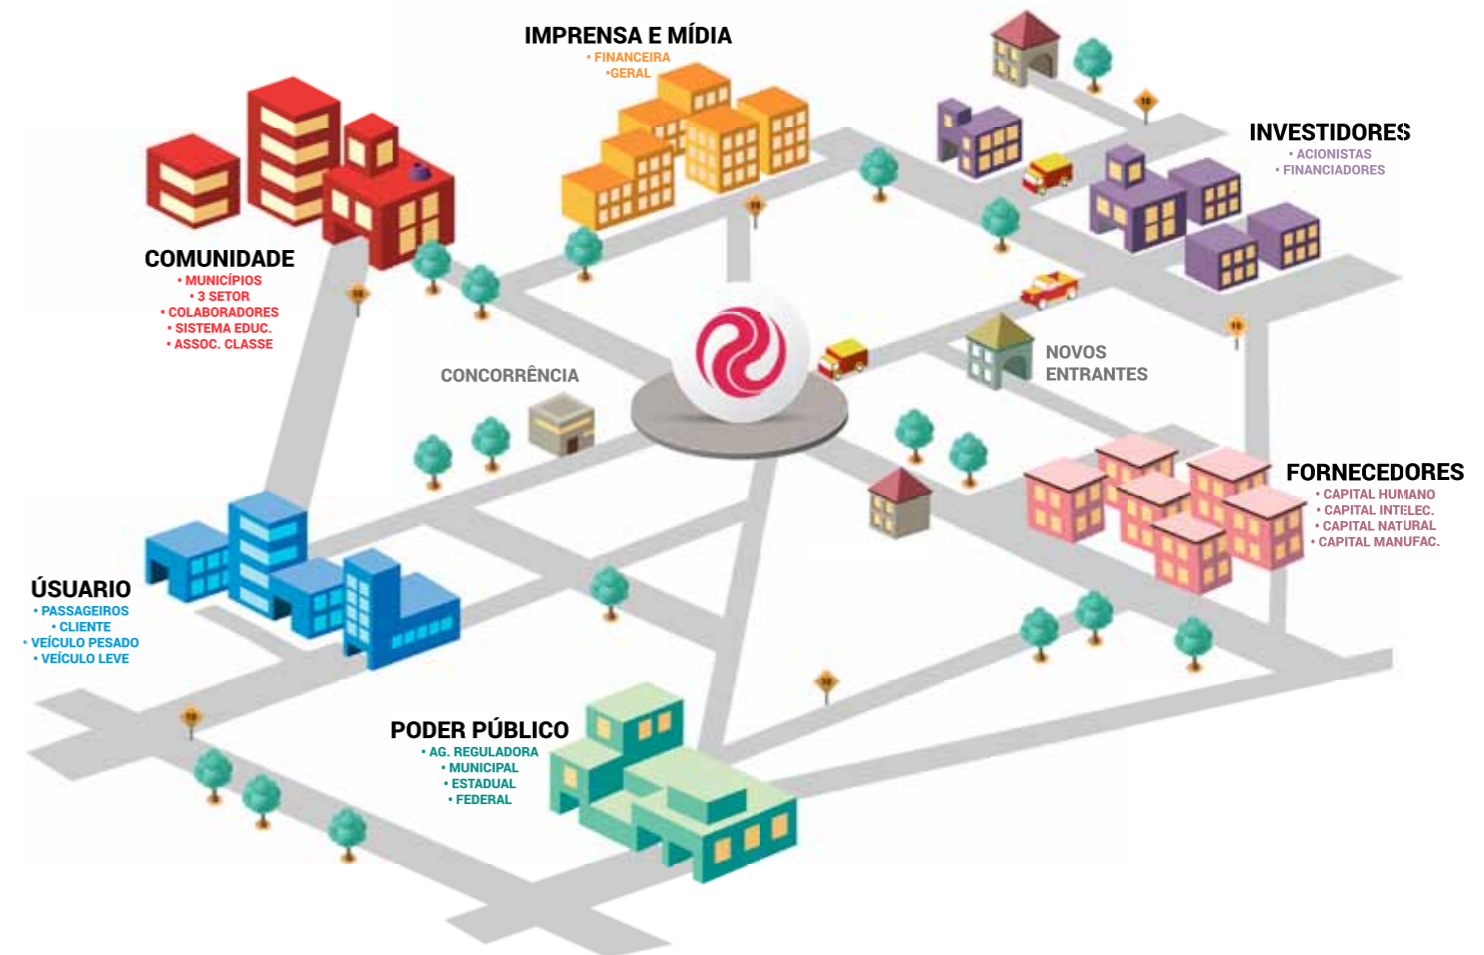 IMPRENSA E MÍDIA
• FINANCEIRA
•GERAL
INVESTIDORES
• ACIONISTAS
• FINANCIADORES
COMUNIDADE
• MUNICÍPIOS
• 3 SETOR
• COLABORADORES
• SISTEMA EDUC.
• ASSOC. CLASSE
CONCORRÊNCIA
NOVOS
ENTRANTES
FORNECEDORES
• CAPITAL HUMANO
• CAPITAL INTELEC.
• CAPITAL NATURAL
• CAPITAL MANUFAC.
ÚSUARIO
• PASSAGEIROS
• CLIENTE
• VEÍCULO PESADO
• VEÍCULO LEVE
PODER PÚBLICO
• AG. REGULADORA
• MUNICIPAL
• ESTADUAL
• FEDERAL